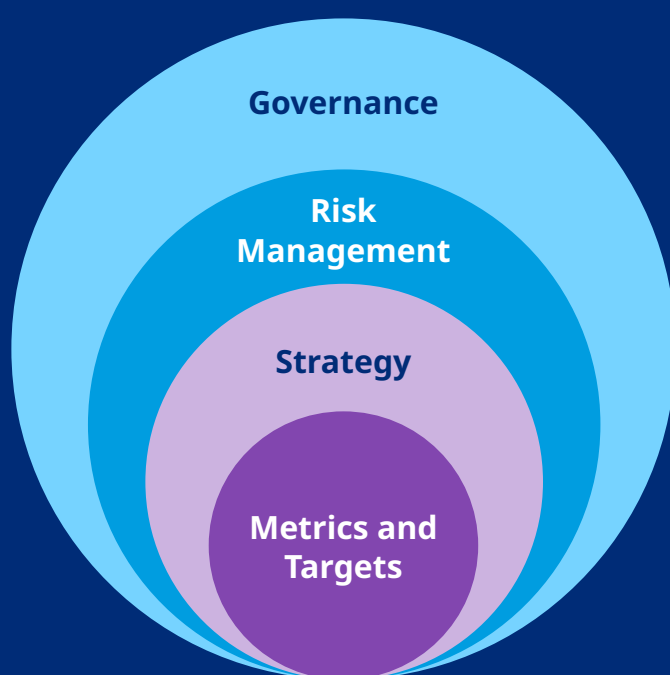 Governance
Risk
Management
Strategy
Metrics and
Targets